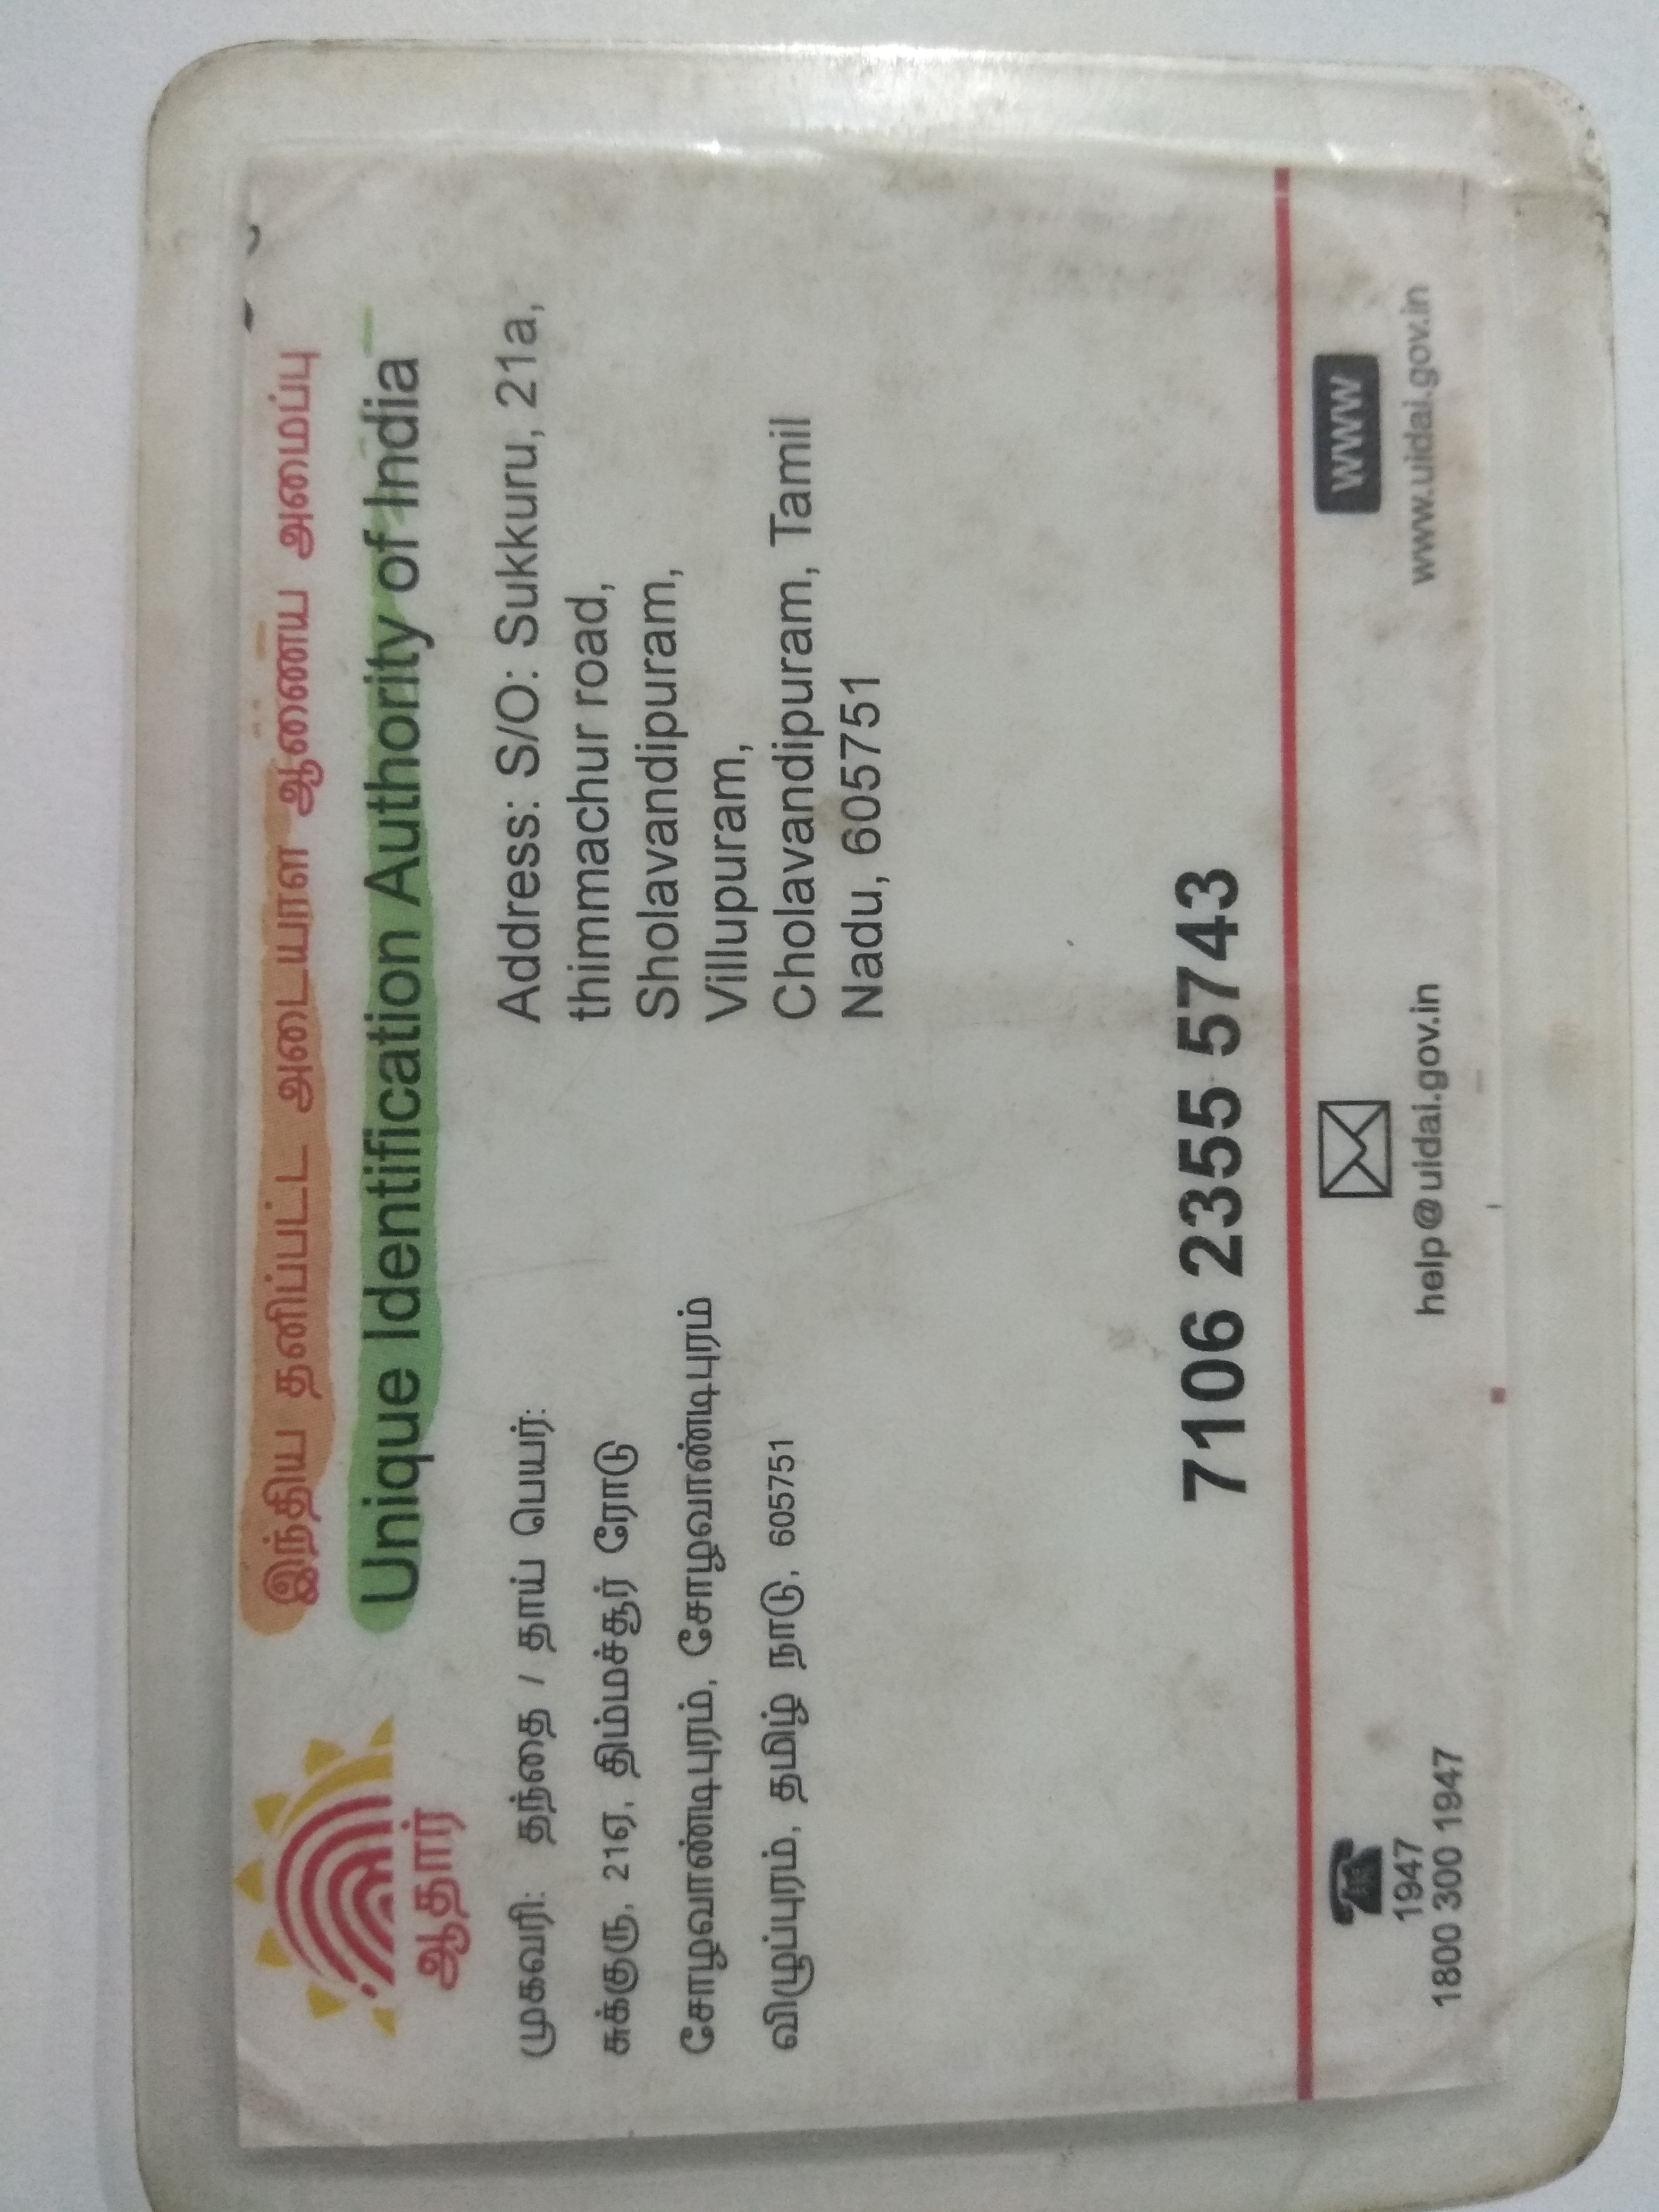 இந்திய தனிப்பட்ட அடையாள ஆணைய அமைப்பு
Unique Identification Authority of India
ஆதார்
முகவரி: தந்தை / தாய் பெயர்:
சுக்குரு, 21ஏ, திம்மச்சூர் ரோடு
சோழவாண்டிபுரம், சோழவாண்டிபுரம்
விழுப்புரம், தமிழ் நாடு, 605751
Address: S/O: Sukkuru, 21a,
thimmachur road,
Sholavandipuram,
Villupuram,
Cholavandipuram, Tamil
Nadu, 605751
7106 2355 5743
1947
1800 300 1947
help@uidai.gov.in
WWW
www.uidai.gov.in